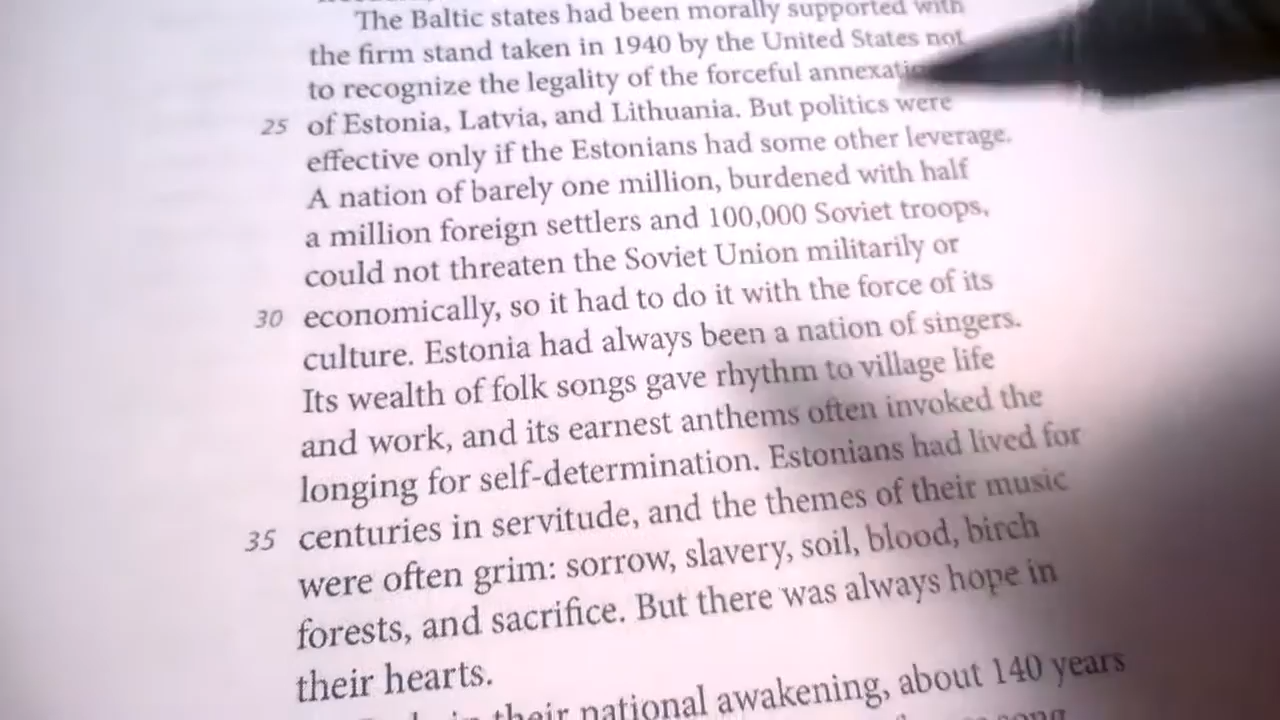 The Baltic states had been morally supported with
the firm stand taken in 1940 by the United States not
to recognize the legality of the forceful annexation
25 of Estonia, Latvia, and Lithuania. But politics were
effective only if the Estonians had some other leverage.
A nation of barely one million, burdened with half
a million foreign settlers and 100,000 Soviet troops,
could not threaten the Soviet Union militarily or
30 economically, so it had to do it with the force of its
culture. Estonia had always been a nation of singers.
Its wealth of folk songs gave rhythm to village life
and work, and its earnest anthems often invoked the
longing for self-determination. Estonians had lived for
35 centuries in servitude, and the themes of their music
were often grim: sorrow, slavery, soil, blood, birch
forests, and sacrifice. But there was always hope in
their hearts.
in their national awakening, about 140 years
song